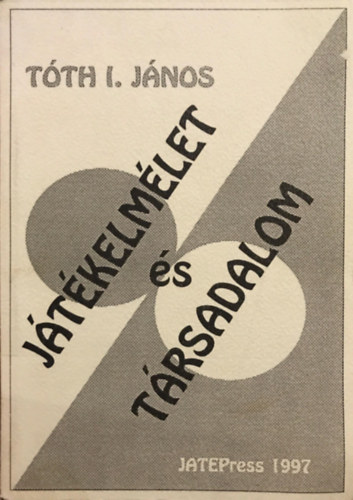 TÓTH I. JÁNOS
JÁTÉKELMÉLET
és
TÁRSADALOM
JATEPress 1997